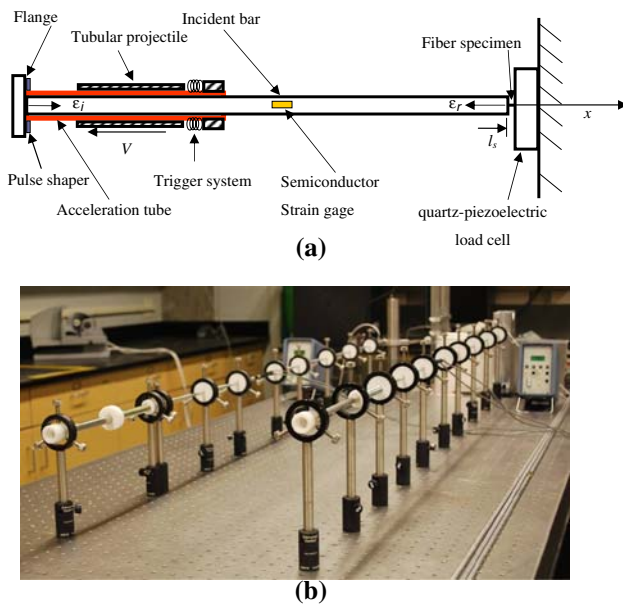 Flange
Tubular projectile
Incident bar
Fiber specimen
εi
εr
x
V
ls
Pulse shaper
Trigger system
Semiconductor
Strain gage
Acceleration tube
quartz-piezoelectric
load cell
(a)
(b)